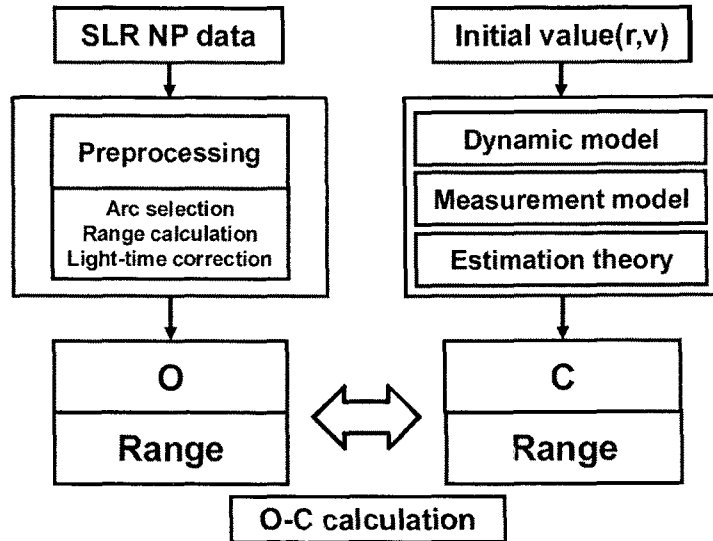 SLR NP data
Preprocessing
Arc selection
Range calculation
Light-time correction
O
Range
Initial value(r,v)
Dynamic model
Measurement model
Estimation theory
C
Range
O-C calculation